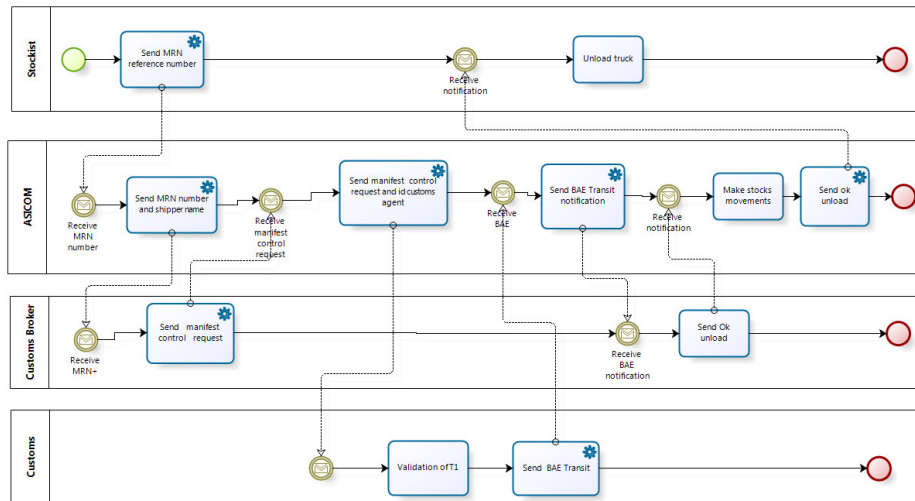 Stockist
Send MRN
reference number
Receive
notification
Unload truck
ASICOM
Receive
MRN
number
Send MRN number
and shipper name
Receive
manifest
control
request
Send manifest control
request and id customs
agent
Receive
BAE
Send BAE Transit
notification
Receive
notification
Make stocks
movements
Send ok
unload
Customs Broker
Receive
MRN+
Send manifest
control request
Receive
BAE
notification
Send Ok
unload
Customs
Validation of T1
Send BAE Transit